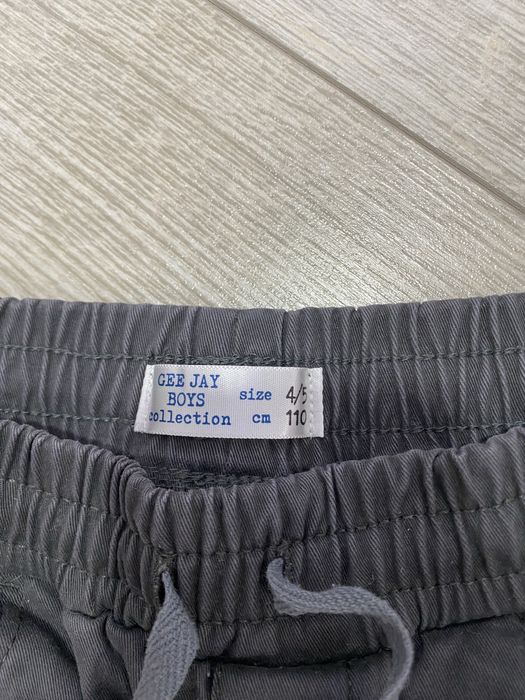 GEE JAY
BOYS size 4/5
collection cm 110